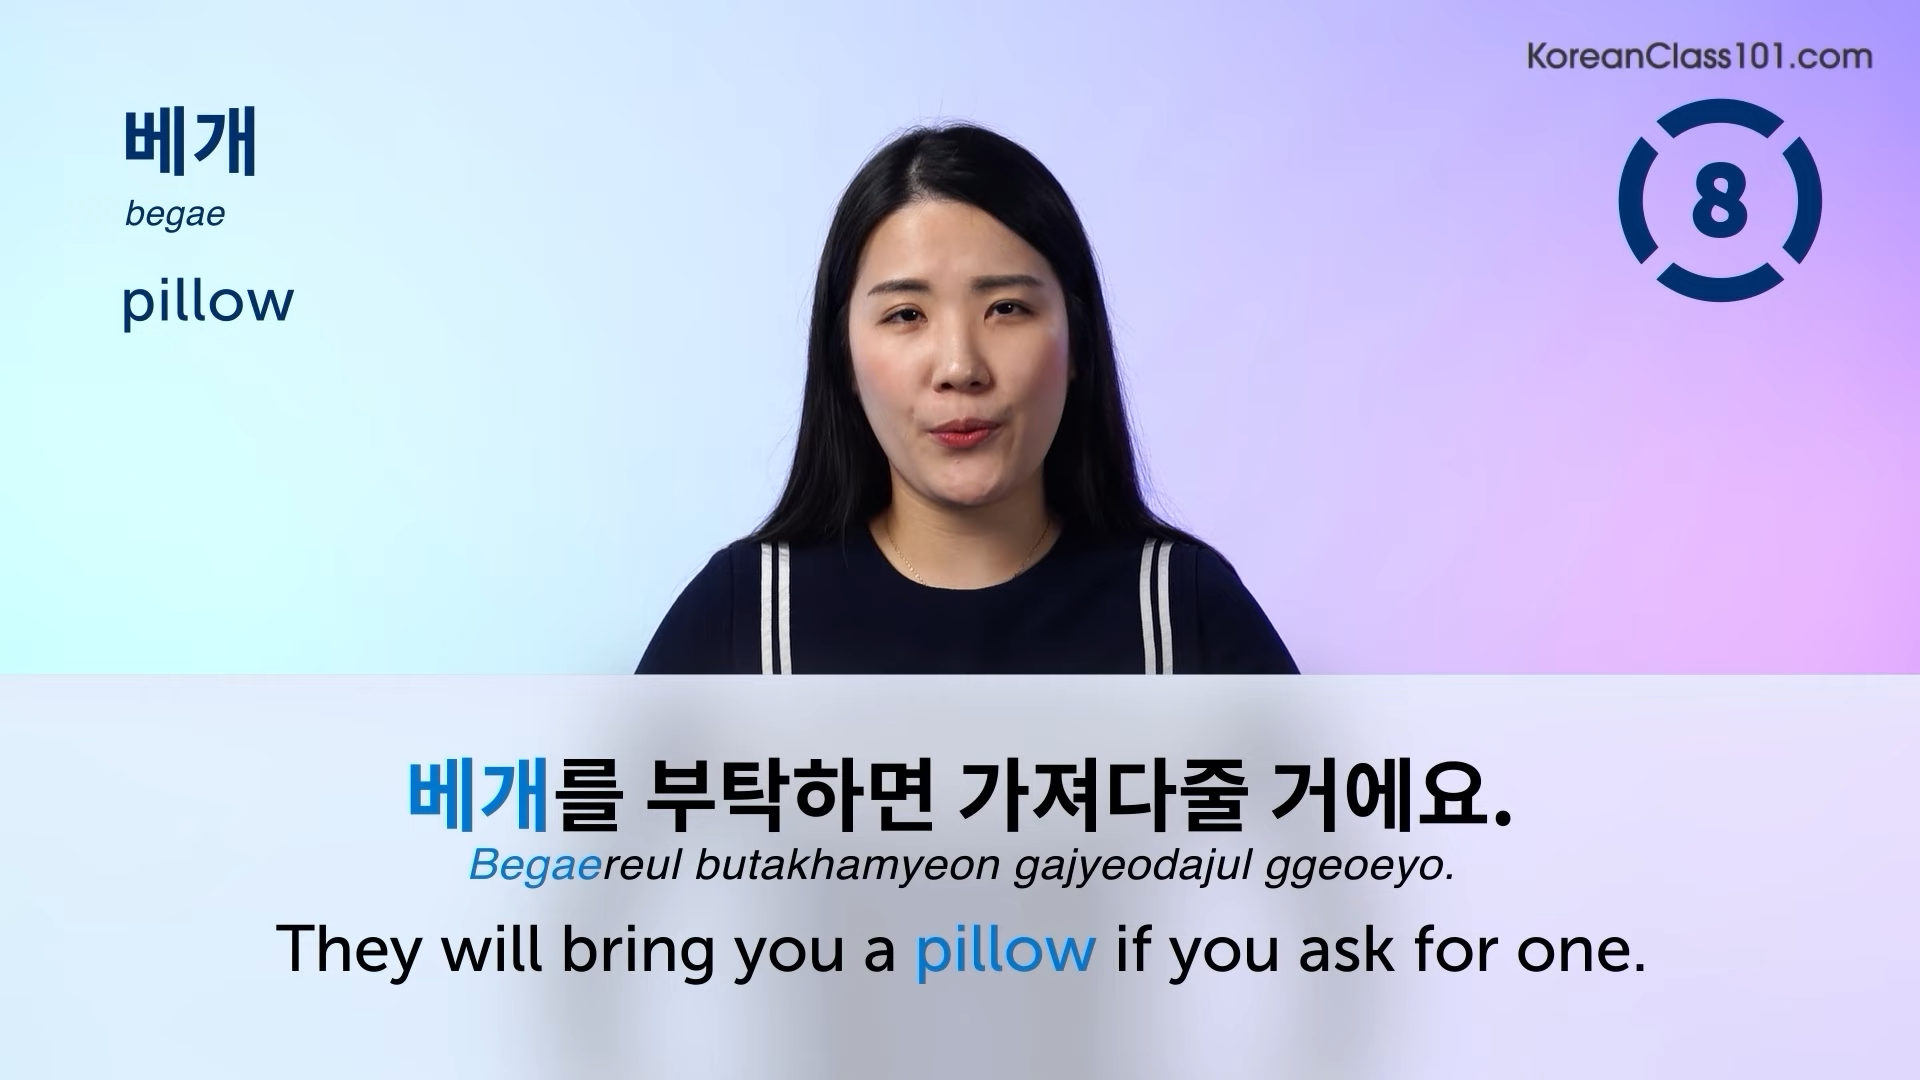 KoreanClass101.com
베개
begae
pillow
8
베개를 부탁하면 가져다줄 거에요.
Begaereul butakhamyeon gajyeodajul ggeoeyo.
They will bring you a pillow if you ask for one.